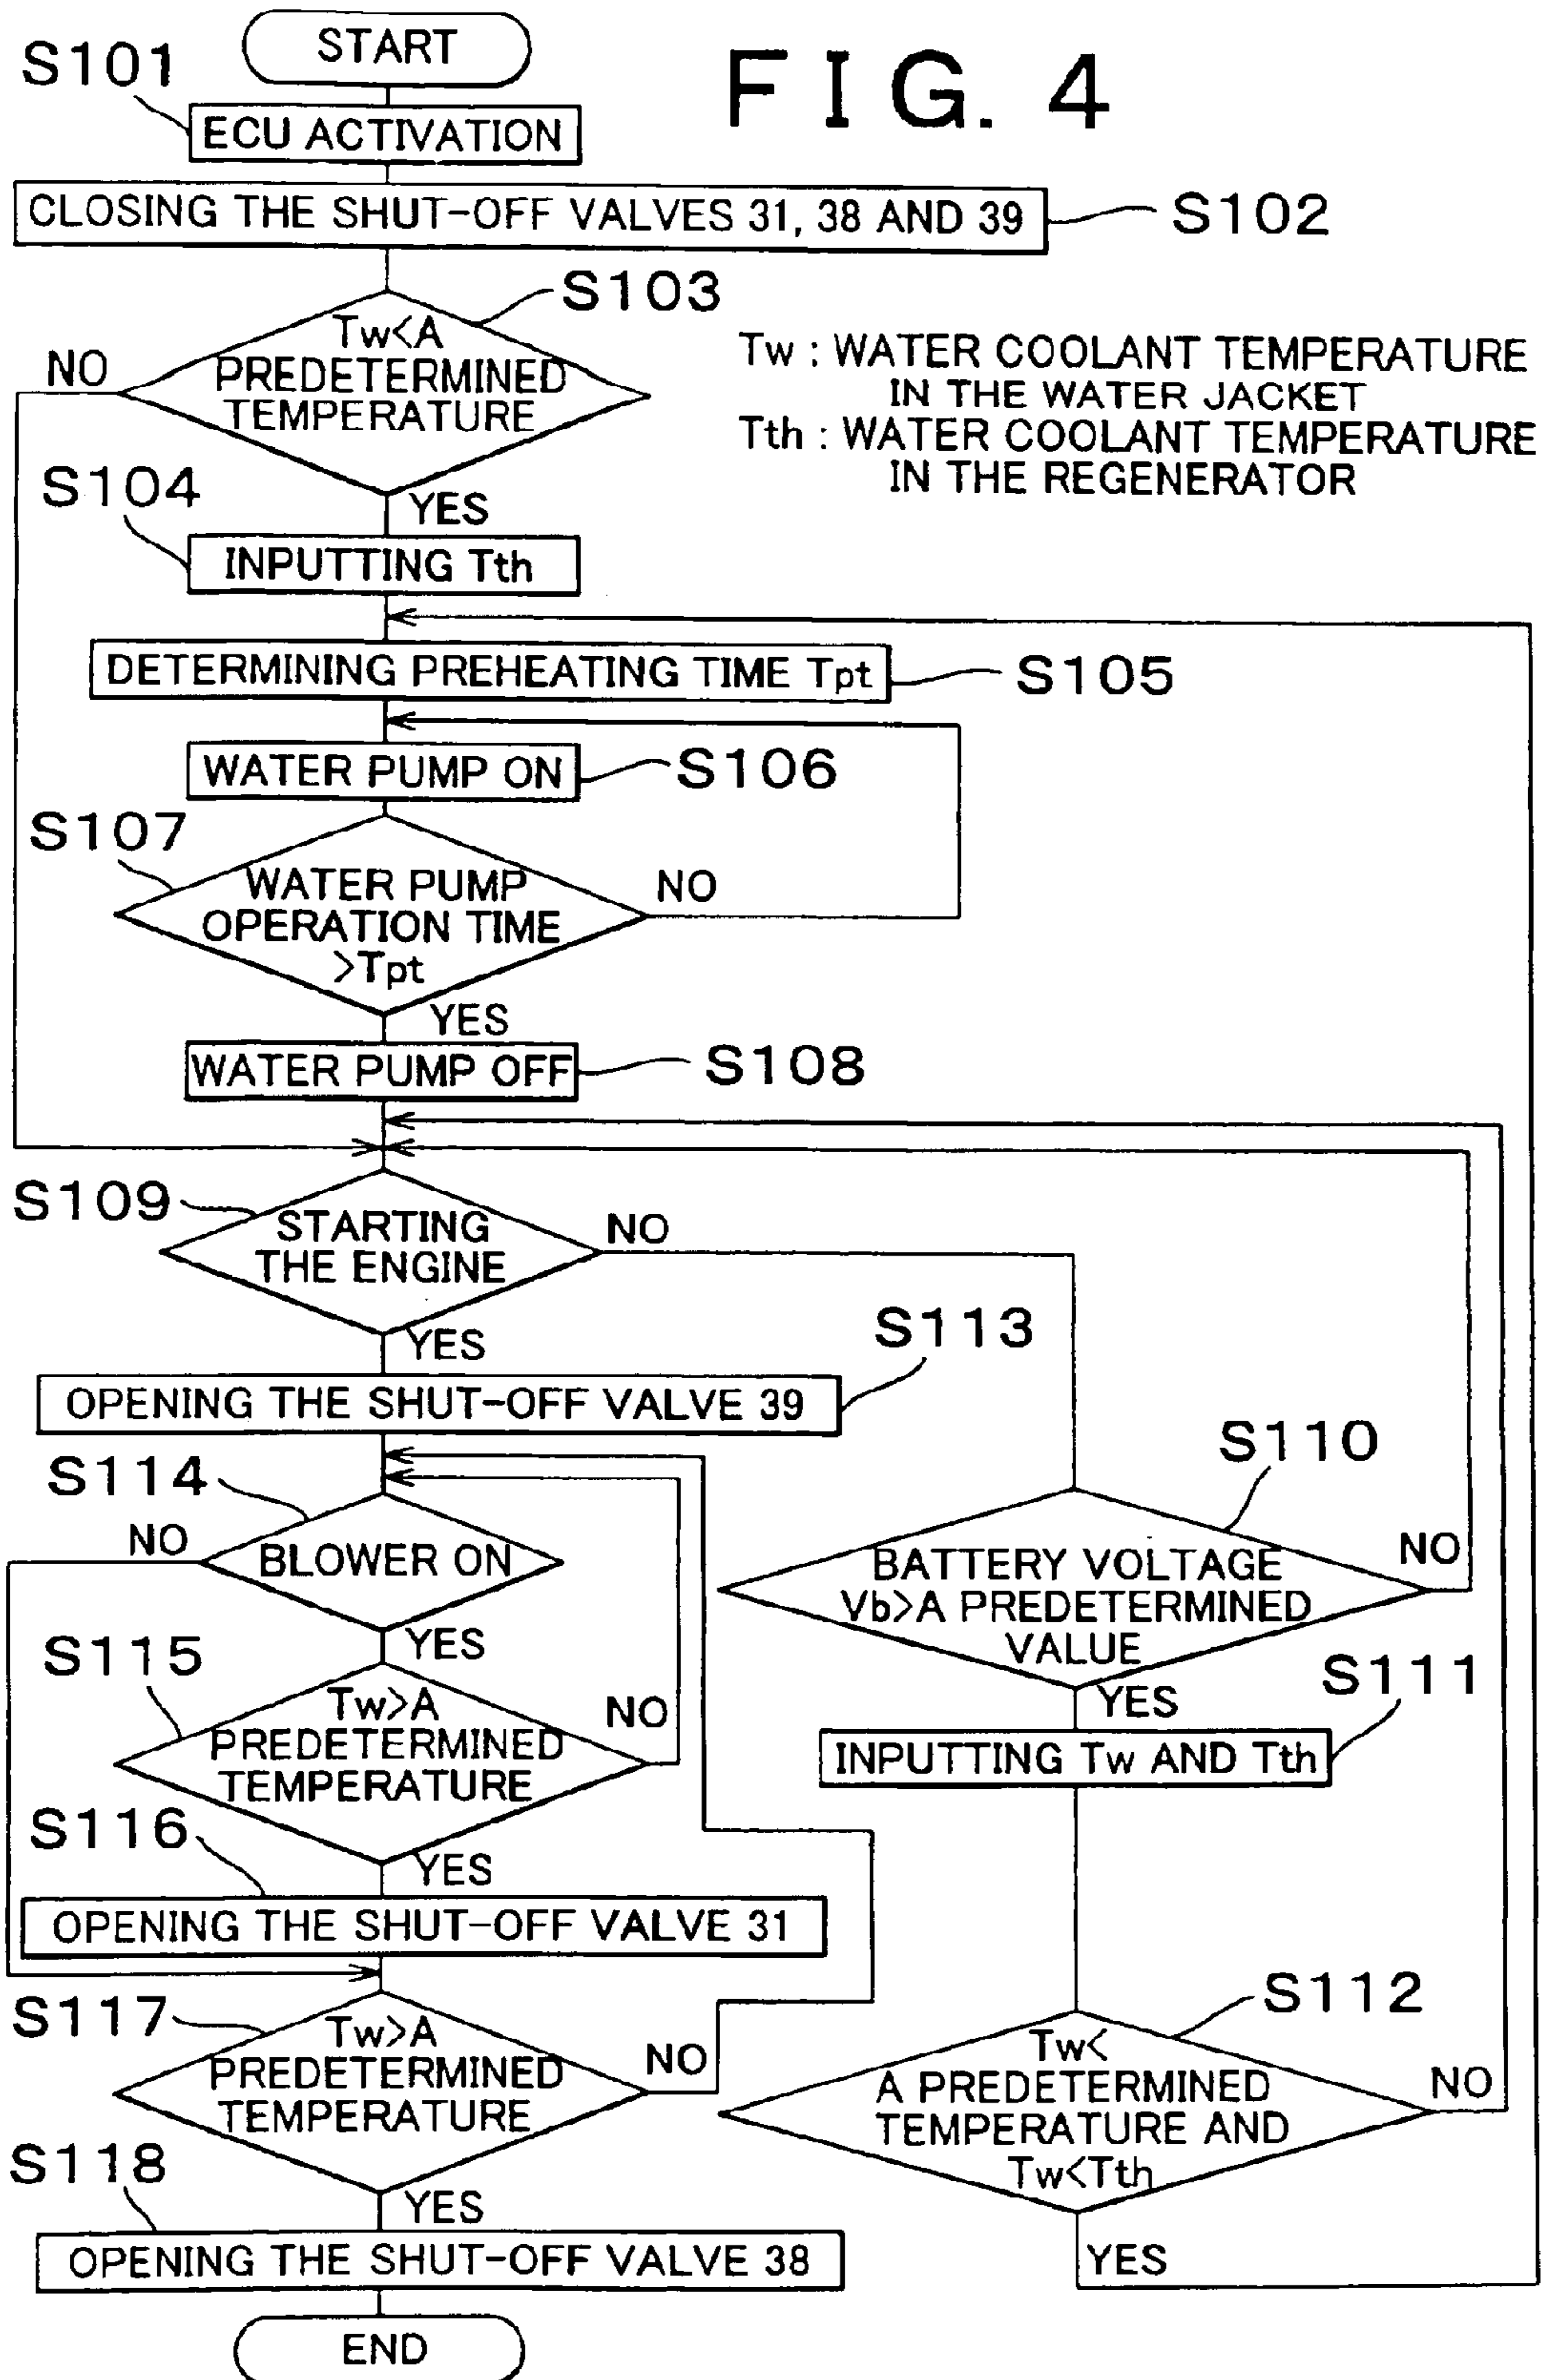 FIG. 4
START
S101
ECU ACTIVATION
CLOSING THE SHUT-OFF VALVES 31, 38 AND 39
S102
S103
Tw<A
PREDETERMINED
TEMPERATURE
NO
YES
Tw : WATER COOLANT TEMPERATURE
IN THE WATER JACKET
Tth : WATER COOLANT TEMPERATURE
IN THE REGENERATOR
S104
INPUTTING Tth
DETERMINING PREHEATING TIME Tpt
S105
WATER PUMP ON
S106
S107
WATER PUMP
OPERATION TIME
>Tpt
NO
YES
WATER PUMP OFF
S108
S109
STARTING
THE ENGINE
NO
YES
S113
OPENING THE SHUT-OFF VALVE 39
S114
BLOWER ON
NO
YES
S110
BATTERY VOLTAGE
Vb>A PREDETERMINED
VALUE
NO
YES
S115
Tw>A
PREDETERMINED
TEMPERATURE
NO
YES
S111
INPUTTING Tw AND Tth
S116
OPENING THE SHUT-OFF VALVE 31
S117
Tw>A
PREDETERMINED
TEMPERATURE
NO
YES
S112
Tw<
A PREDETERMINED
TEMPERATURE AND
Tw<Tth
NO
YES
S118
OPENING THE SHUT-OFF VALVE 38
END